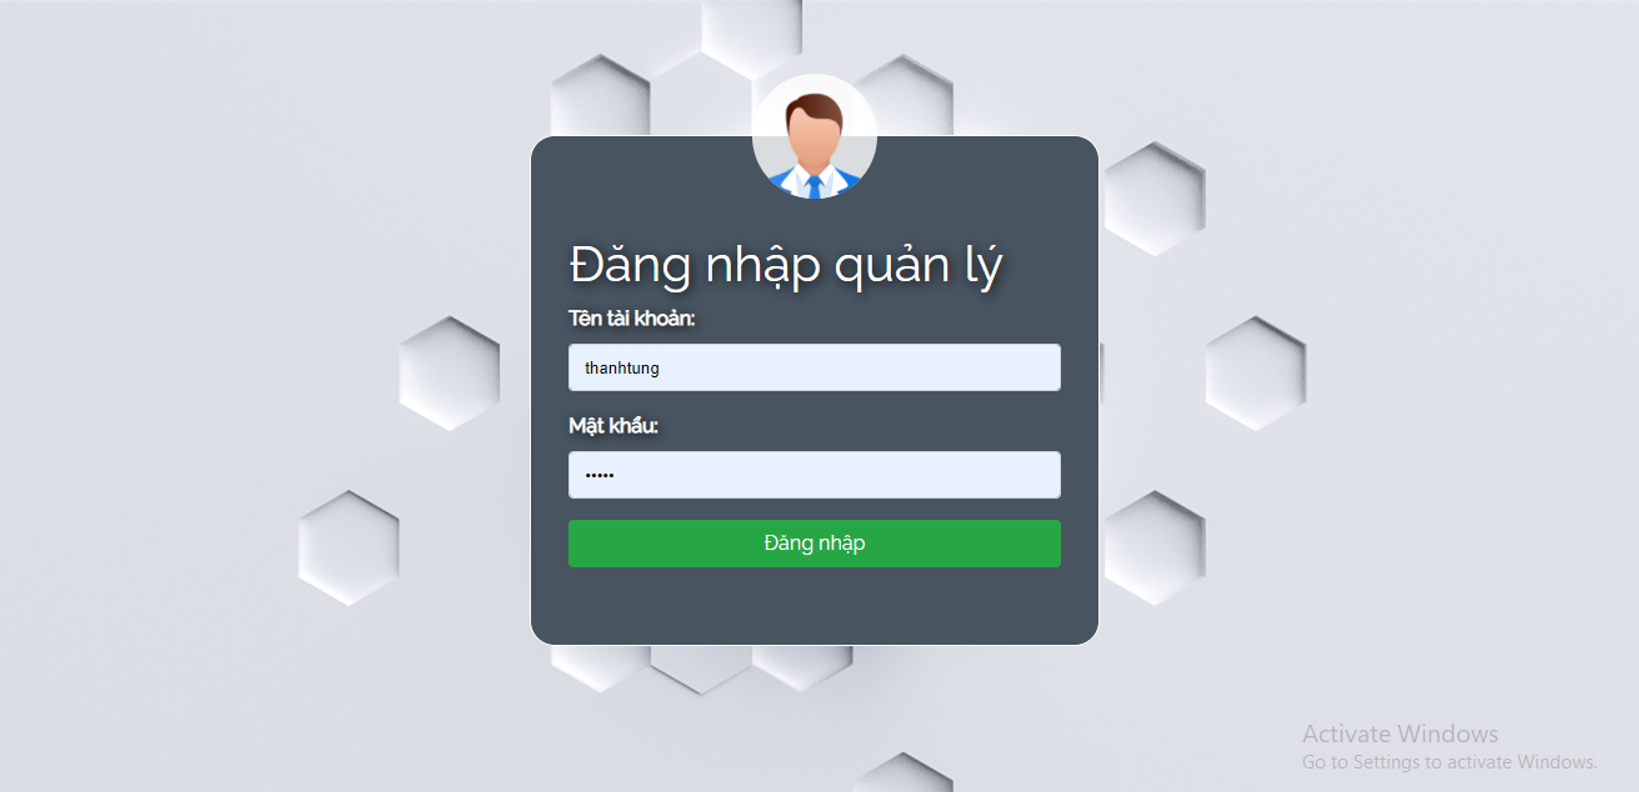 Đăng nhập quản lý
Tên tài khoản:
thanhtung
Mật khẩu:
•••••
Đăng nhập
Activate Windows
Go to Settings to activate Windows.